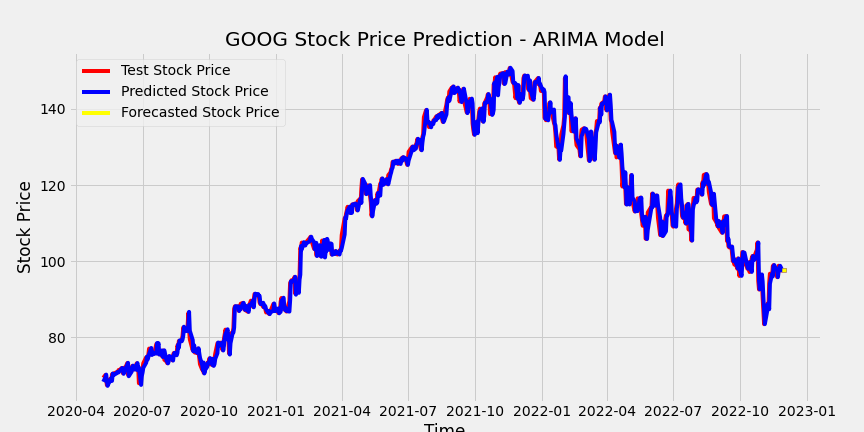 GOOG Stock Price Prediction - ARIMA Model
Test Stock Price
Predicted Stock Price
Forecasted Stock Price
Stock Price
140
120
100
80
2020-04 2020-07 2020-10 2021-01 2021-04 2021-07 2021-10 2022-01 2022-04 2022-07 2022-10 2023-01
Time